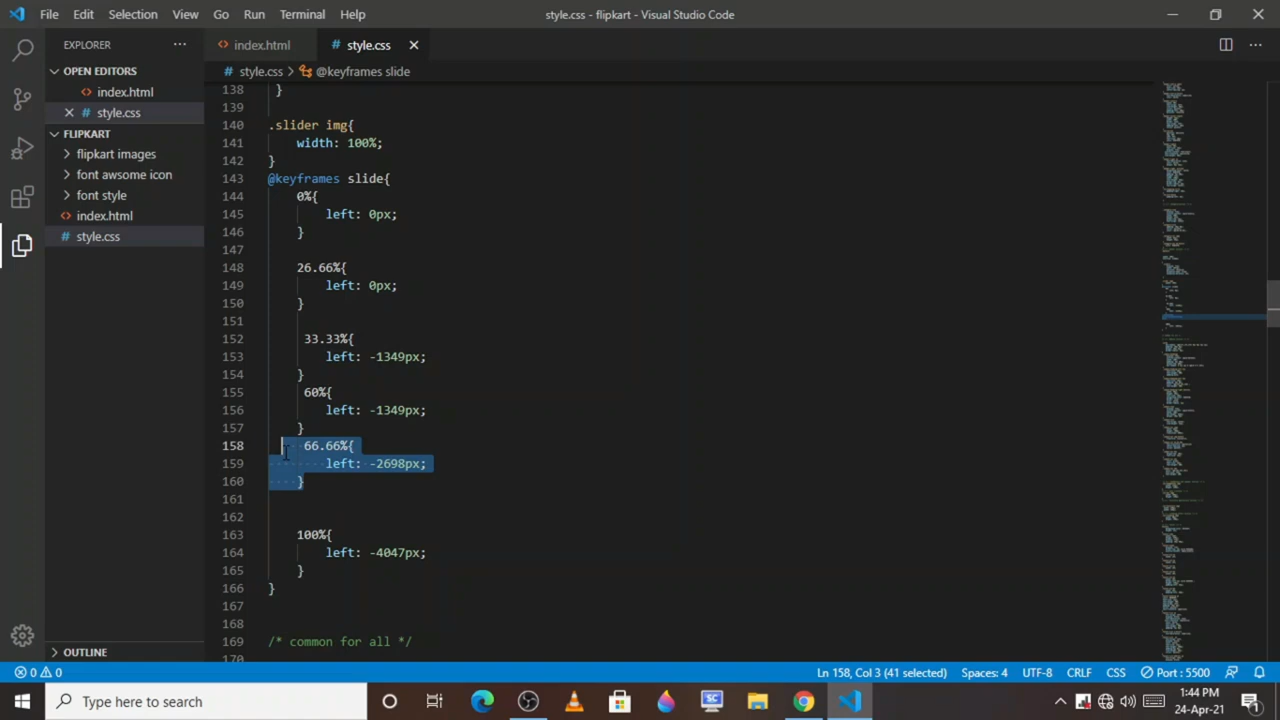 File Edit Selection View Go Run Terminal Help
style.css - flipkart - Visual Studio Code
EXPLORER
OPEN EDITORS
index.html
style.css
FLIPKART
flipkart images
font awsome icon
font style
index.html
style.css
OUTLINE
index.html
# style.css
# style.css > @keyframes slide
138 }
139
140 .slider img{
141 width: 100%;
142 }
143 @keyframes slide{
144 0%{
145 left: 0px;
146 }
147
148 26.66%{
149 left: 0px;
150 }
151
152 33.33%{
153 left: -1349px;
154 }
155 60%{
156 left: -1349px;
157 }
158 66.66%{
159 left: -2698px;
160 }
161
162
163 100%{
164 left: -4047px;
165 }
166 }
167
168
169 /* common for all */
170
0 0 Ln 158, Col 3 (41 selected) Spaces: 4 UTF-8 CRLF CSS Port : 5500
Type here to search
1:44 PM
24-Apr-21